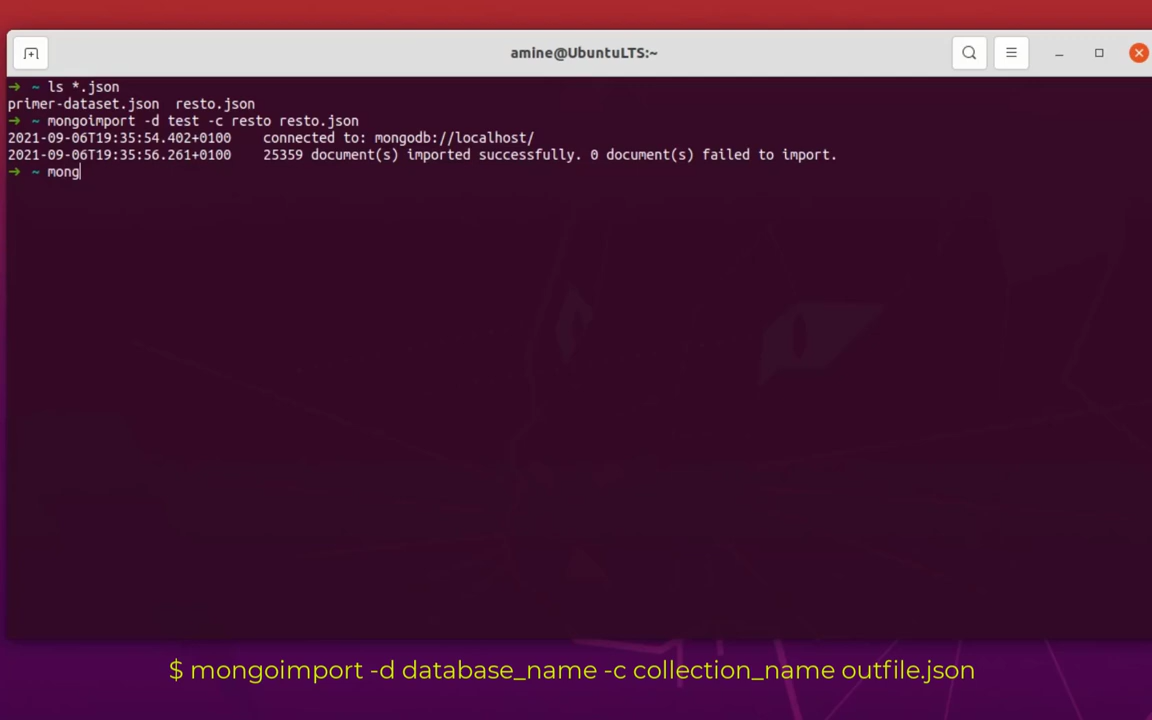 amine@UbuntuLTS:~
➜ ~ ls *.json
primer-dataset.json resto.json
➜ ~ mongoimport -d test -c resto resto.json
2021-09-06T19:35:54.402+0100 connected to: mongodb://localhost/
2021-09-06T19:35:56.261+0100 25359 document(s) imported successfully. 0 document(s) failed to import.
➜ ~ mong
$ mongoimport -d database_name -c collection_name outfile.json